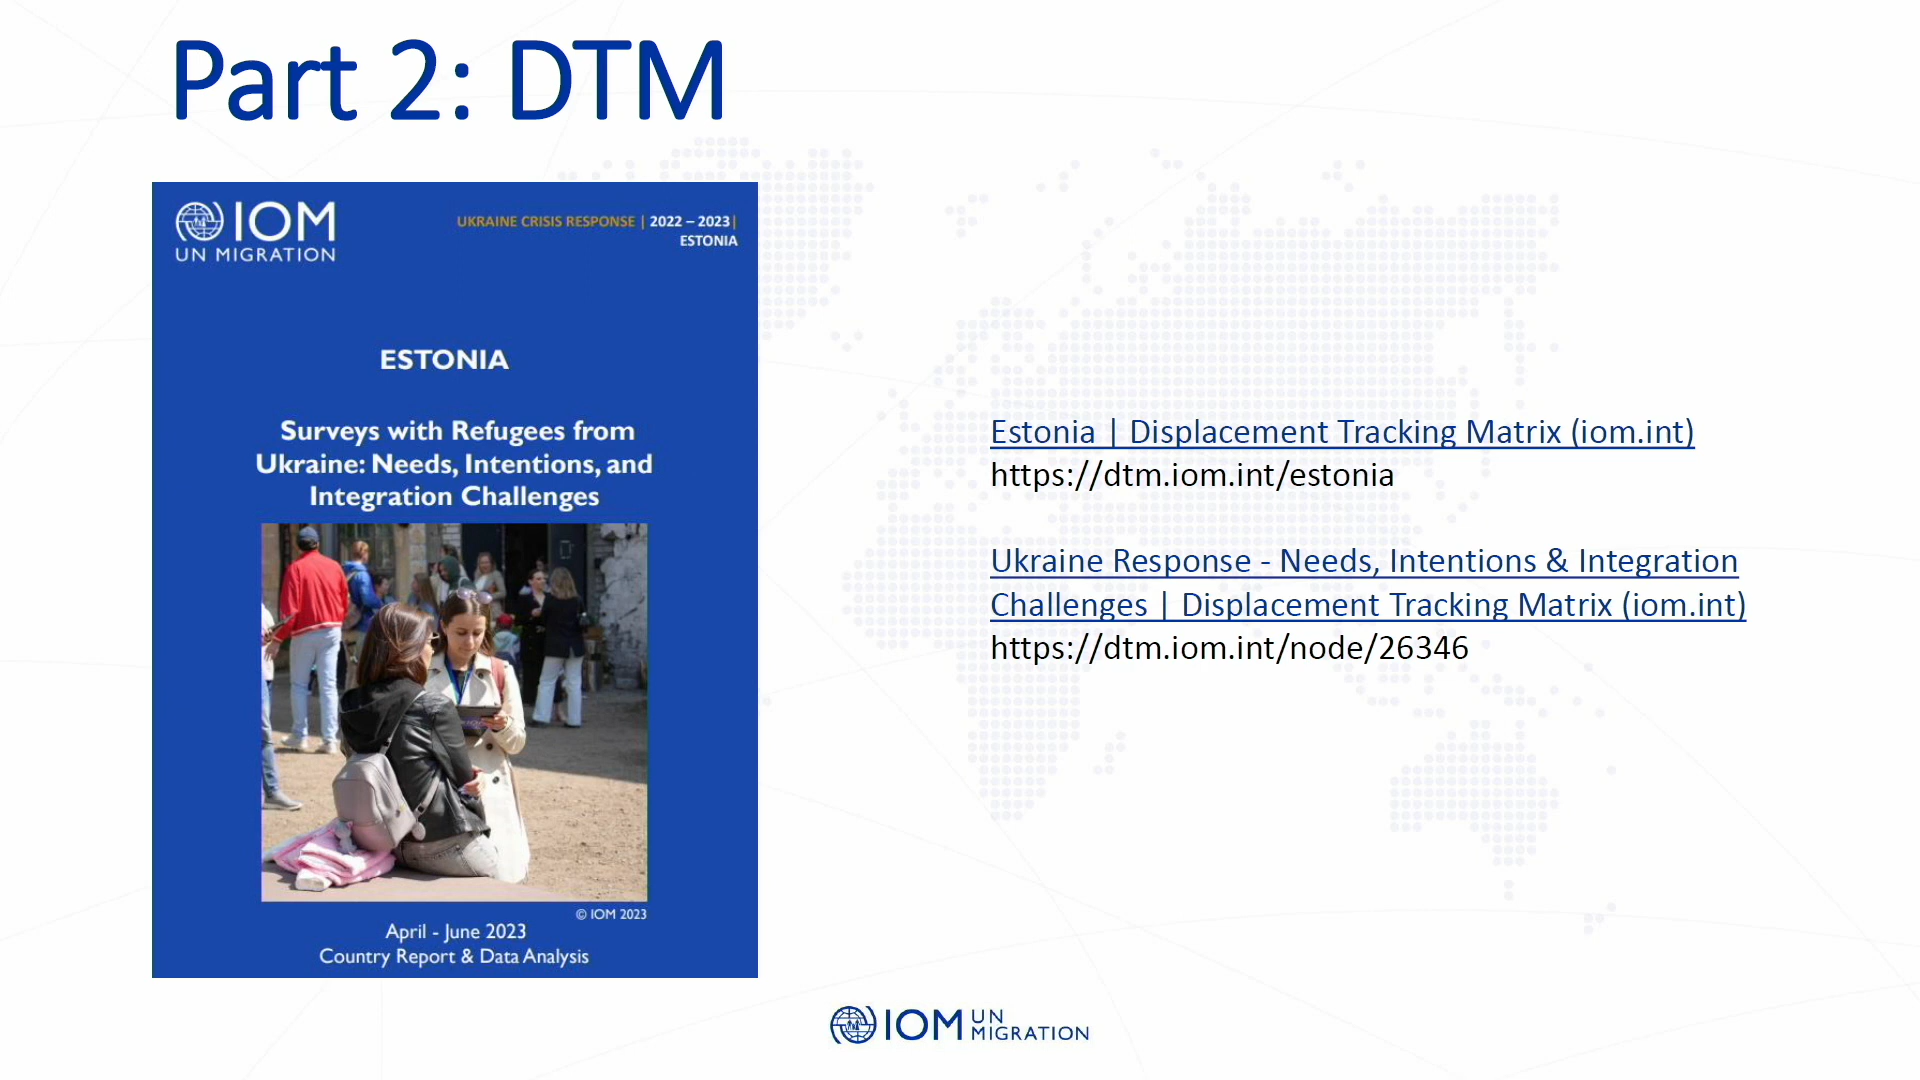 Part 2: DTM
IOM
UN MIGRATION
UKRAINE CRISIS RESPONSE | 2022 – 2023|
ESTONIA
ESTONIA
Surveys with Refugees from
Ukraine: Needs, Intentions, and
Integration Challenges
© IOM 2023
April - June 2023
Country Report & Data Analysis
Estonia | Displacement Tracking Matrix (iom.int)
https://dtm.iom.int/estonia
Ukraine Response - Needs, Intentions & Integration
Challenges | Displacement Tracking Matrix (iom.int)
https://dtm.iom.int/node/26346
IOM UN
MIGRATION